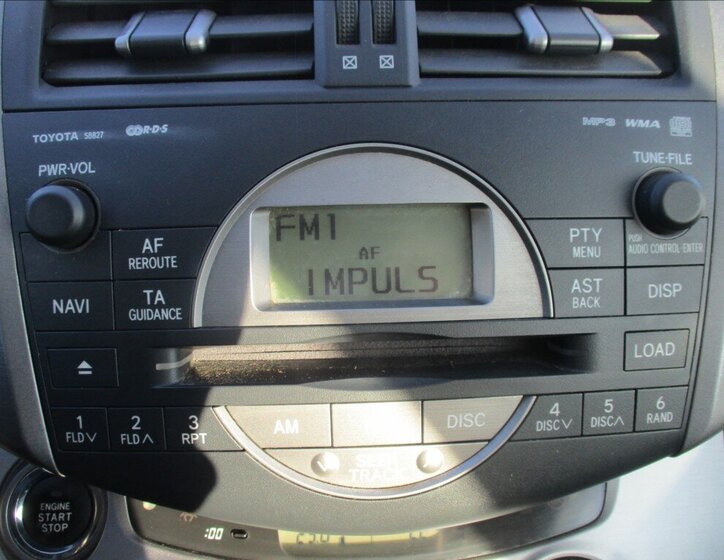 TOYOTA 58827 R·D·S MP3 WMA
PWR·VOL TUNE·FILE
FM1
AF
IMPULS
AF REROUTE
PTY MENU
PUSH AUDIO CONTROL·ENTER
NAVI
TA GUIDANCE
AST BACK
DISP
LOAD
1 FLD∨
2 FLD∧
3 RPT
AM
DISC
4 DISC∨
5 DISC∧
6 RAND
SEEK
TRACK
ENGINE
START
STOP
:00